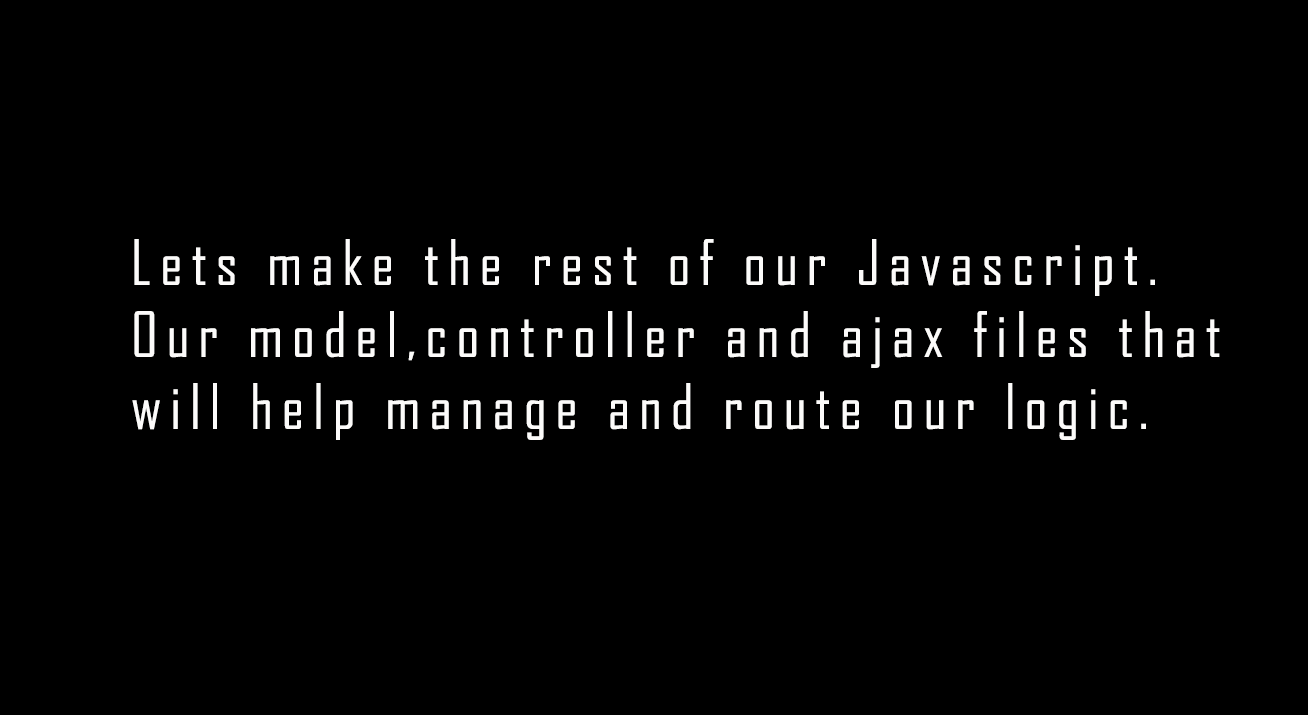 Lets make the rest of our Javascript.
Our model,controller and ajax files that
will help manage and route our logic.